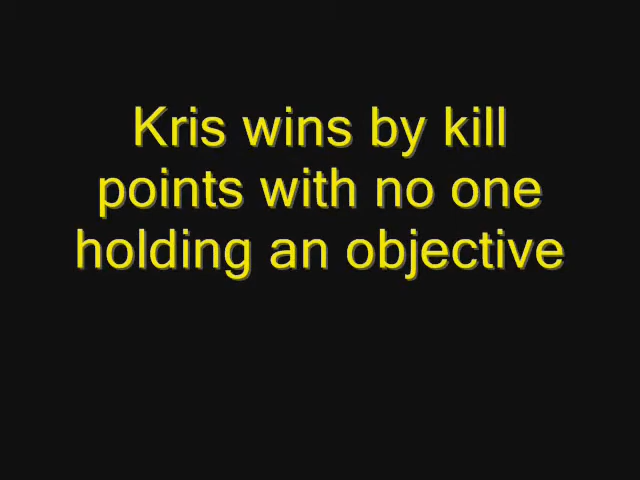 Kris wins by kill
points with no one
holding an objective